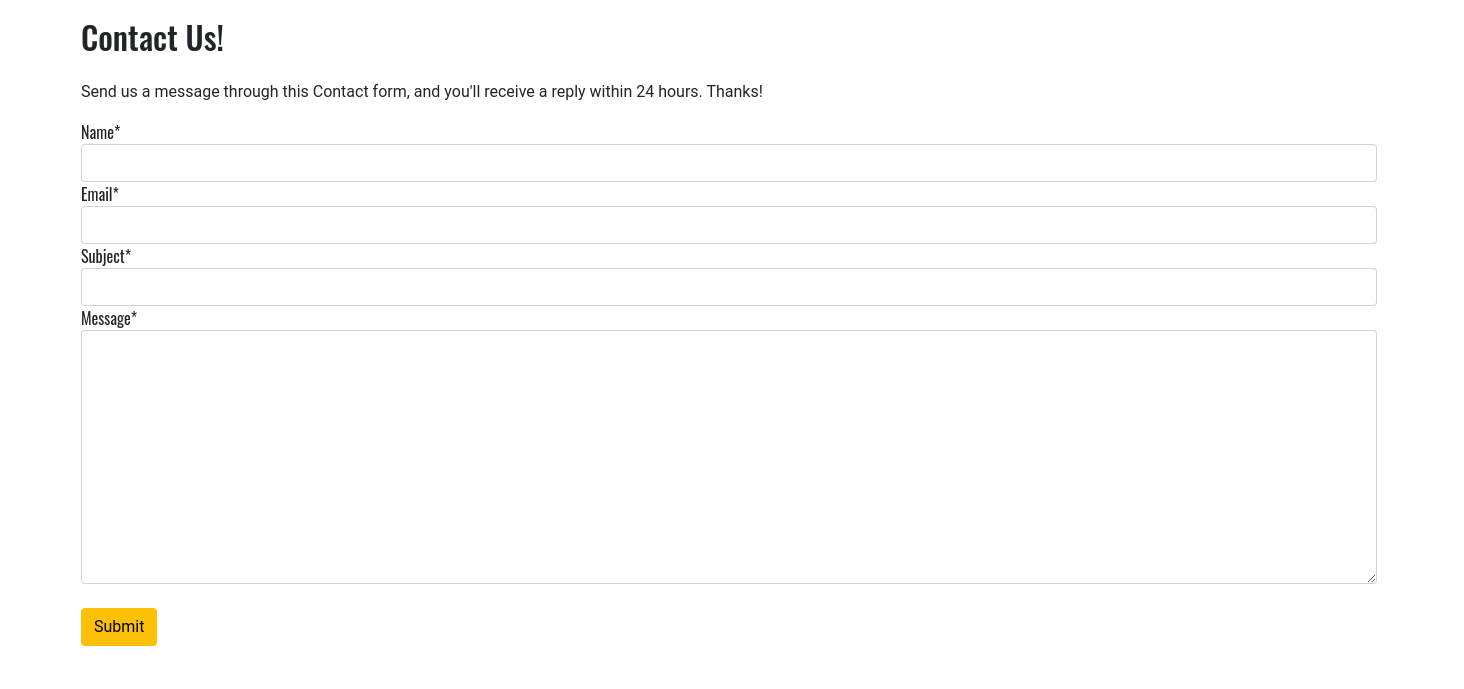 Contact Us!
Send us a message through this Contact form, and you'll receive a reply within 24 hours. Thanks!
Name*
Email*
Subject*
Message*
Submit